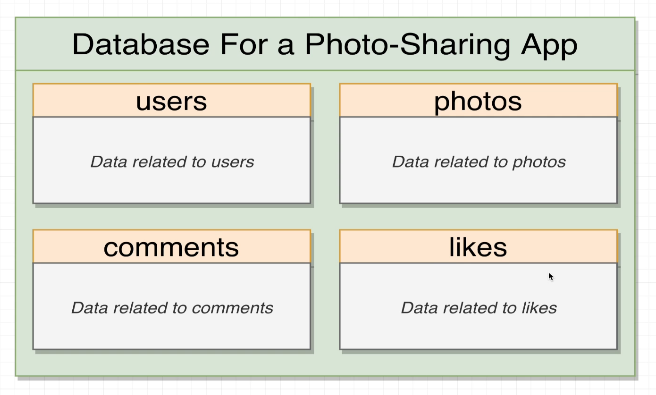 Database For a Photo-Sharing App
users
Data related to users
photos
Data related to photos
comments
Data related to comments
likes
Data related to likes